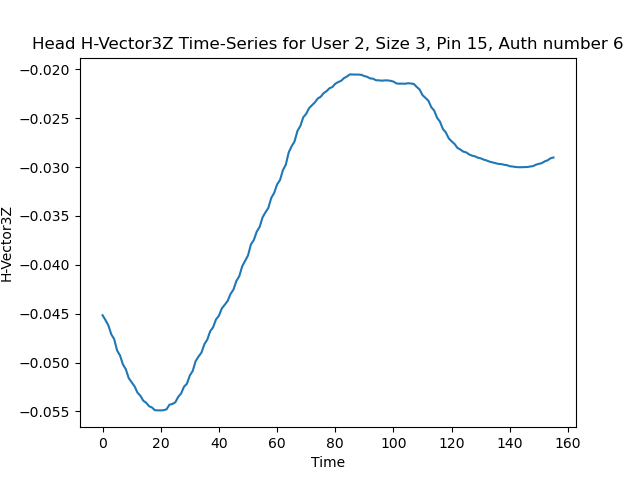 Head H-Vector3Z Time-Series for User 2, Size 3, Pin 15, Auth number 6
H-Vector3Z
−0.020
−0.025
−0.030
−0.035
−0.040
−0.045
−0.050
−0.055
0 20 40 60 80 100 120 140 160
Time